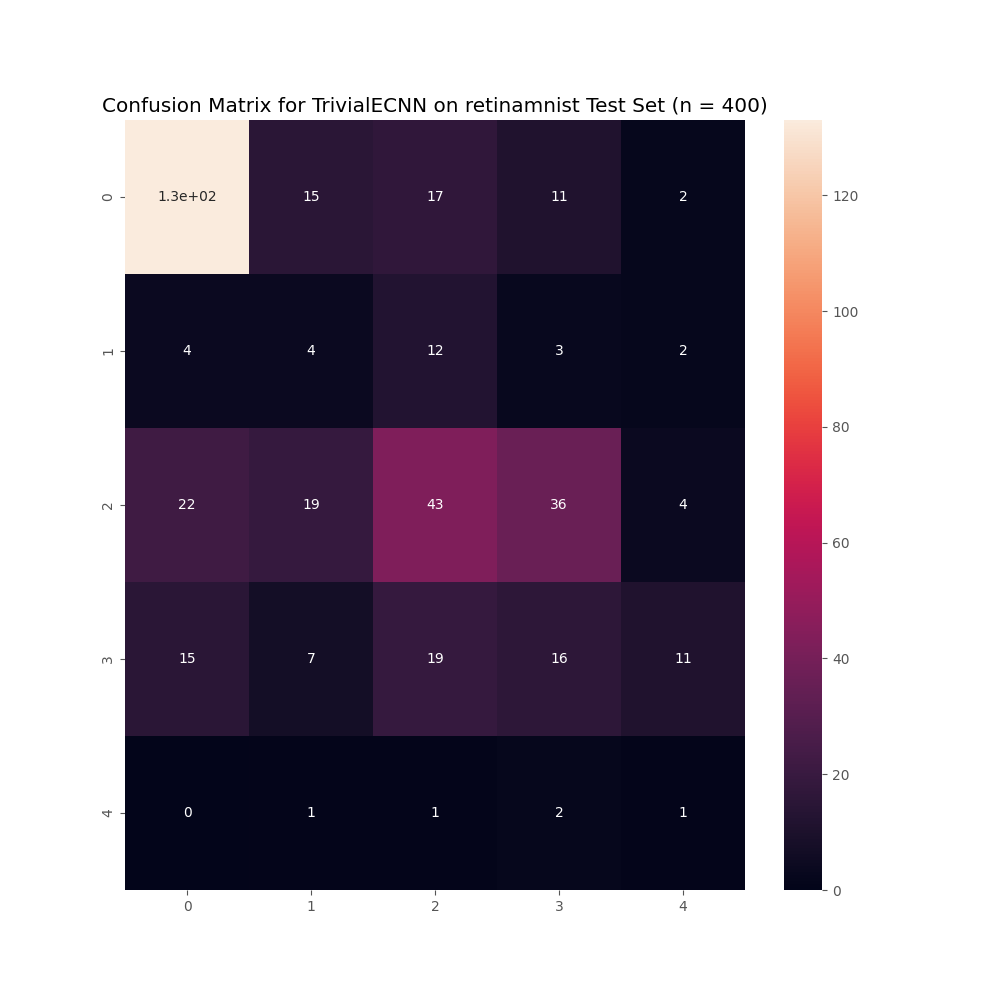 Confusion Matrix for TrivialECNN on retinamnist Test Set (n = 400)
0 1.3e+02 15 17 11 2
1 4 4 12 3 2
2 22 19 43 36 4
3 15 7 19 16 11
4 0 1 1 2 1
0 1 2 3 4
120
100
80
60
40
20
0